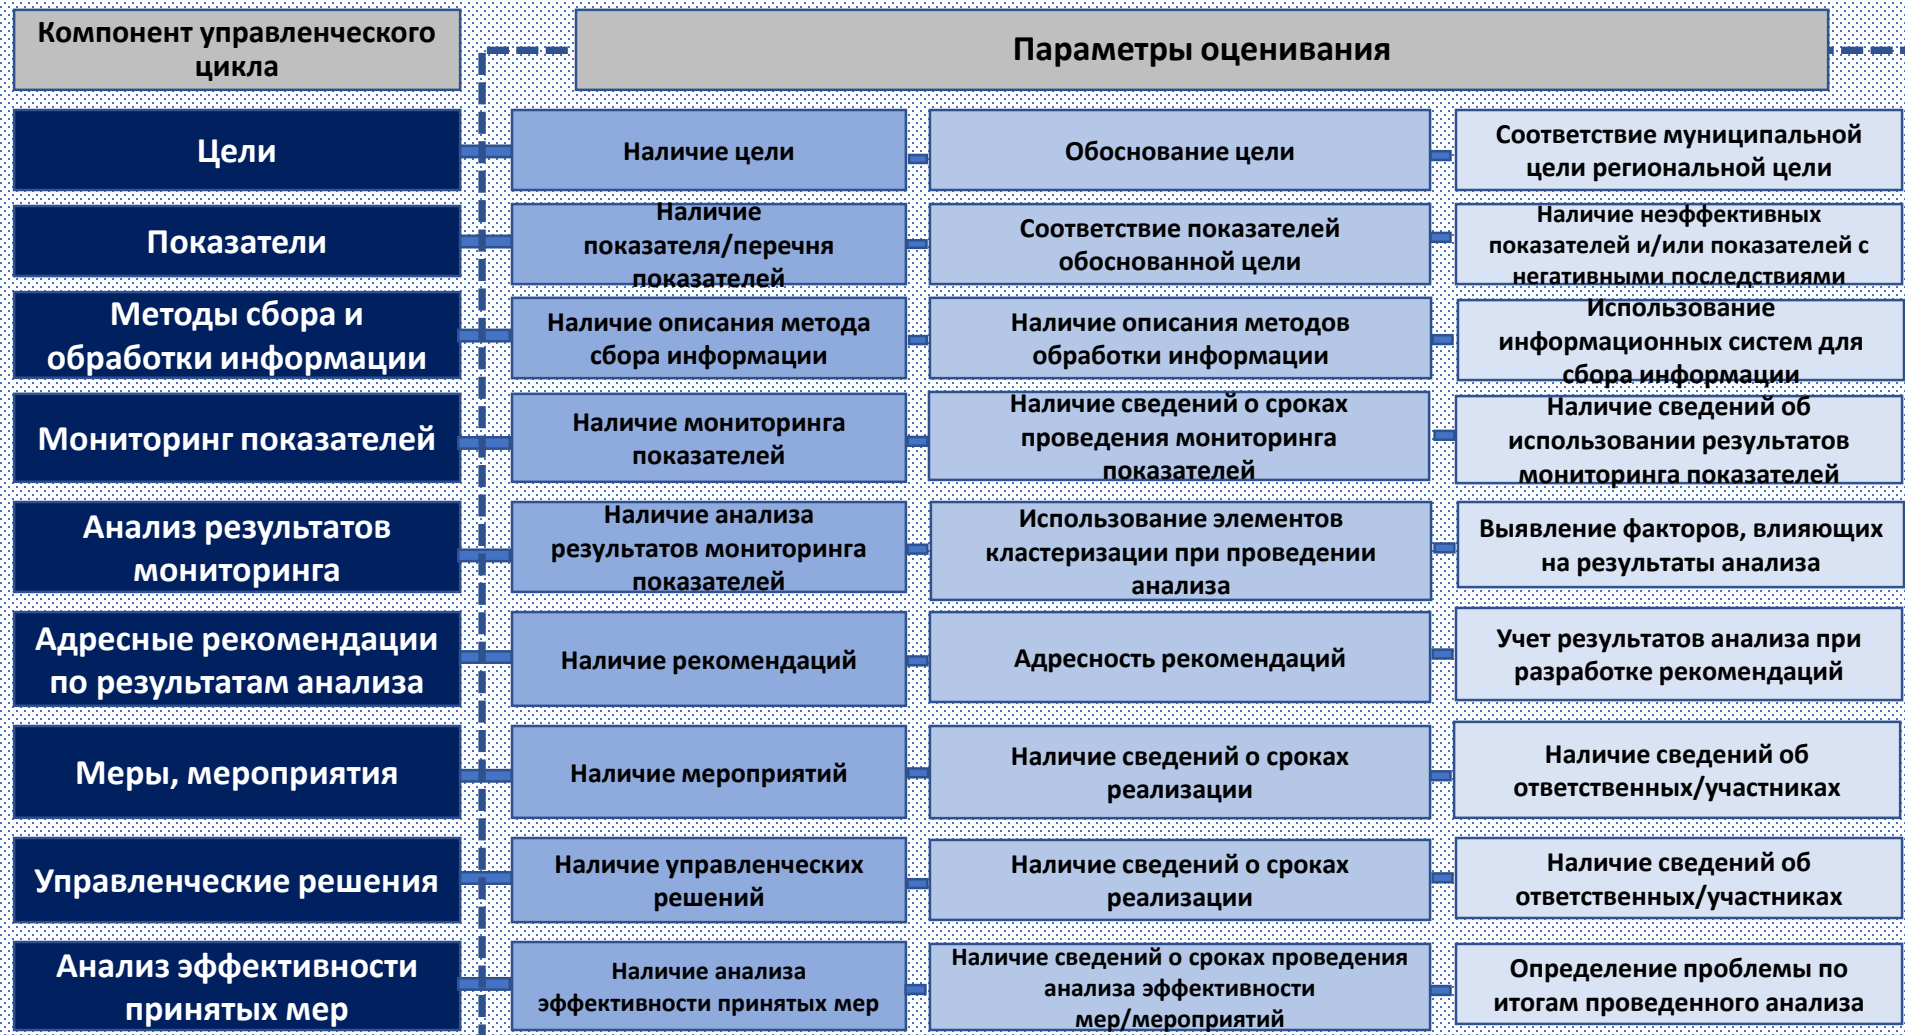 Компонент управленческого
цикла
Параметры оценивания
Цели
Наличие цели
Обоснование цели
Соответствие муниципальной
цели региональной цели
Показатели
Наличие
показателя/перечня
показателей
Соответствие показателей
обоснованной цели
Наличие неэффективных
показателей и/или показателей с
негативными последствиями
Методы сбора и
обработки информации
Наличие описания метода
сбора информации
Наличие описания методов
обработки информации
Использование
информационных систем для
сбора информации
Мониторинг показателей
Наличие мониторинга
показателей
Наличие сведений о сроках
проведения мониторинга
показателей
Наличие сведений об
использовании результатов
мониторинга показателей
Анализ результатов
мониторинга
Наличие анализа
результатов мониторинга
показателей
Использование элементов
кластеризации при проведении
анализа
Выявление факторов, влияющих
на результаты анализа
Адресные рекомендации
по результатам анализа
Наличие рекомендаций
Адресность рекомендаций
Учет результатов анализа при
разработке рекомендаций
Меры, мероприятия
Наличие мероприятий
Наличие сведений о сроках
реализации
Наличие сведений об
ответственных/участниках
Управленческие решения
Наличие управленческих
решений
Наличие сведений о сроках
реализации
Наличие сведений об
ответственных/участниках
Анализ эффективности
принятых мер
Наличие анализа
эффективности принятых мер
Наличие сведений о сроках проведения
анализа эффективности
мер/мероприятий
Определение проблемы по
итогам проведенного анализа